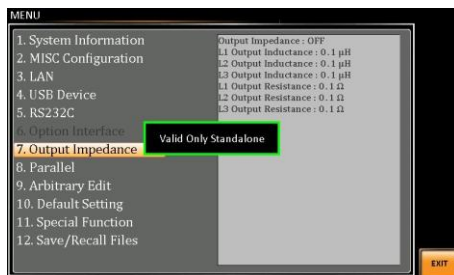 MENU
1. System Information
2. MISC Configuration
3. LAN
4. USB Device
5. RS232C
6. Option Interface
7. Output Impedance
8. Parallel
9. Arbitrary Edit
10. Default Setting
11. Special Function
12. Save/Recall Files
Output Impedance : OFF
L1 Output Inductance : 0.1 µH
L2 Output Inductance : 0.1 µH
L3 Output Inductance : 0.1 µH
L1 Output Resistance : 0.1 Ω
L2 Output Resistance : 0.1 Ω
L3 Output Resistance : 0.1 Ω
Valid Only Standalone
EXIT